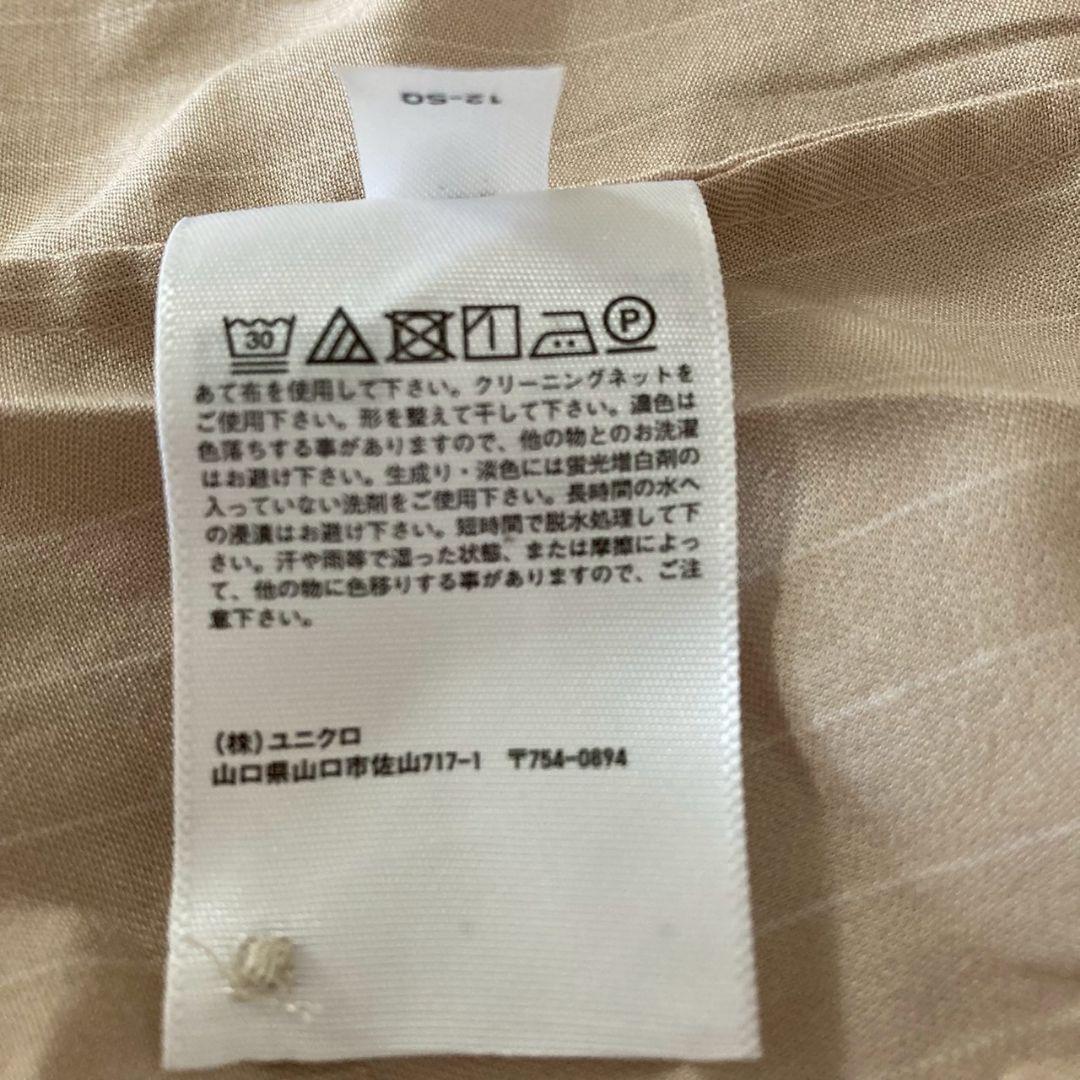 12-SQ
30
P
あて布を使用して下さい。クリーニングネットを
ご使用下さい。形を整えて干して下さい。濃色は
色落ちする事がありますので、他の物とのお洗濯
はお避け下さい。生成り・淡色には蛍光増白剤の
入っていない洗剤をご使用下さい。長時間の水へ
の浸漬はお避け下さい。短時間で脱水処理して下
さい。汗や雨等で湿った状態、または摩擦によっ
て、他の物に色移りする事がありますので、ご注
意下さい。
(株)ユニクロ
山口県山口市佐山717-1 〒754-0894